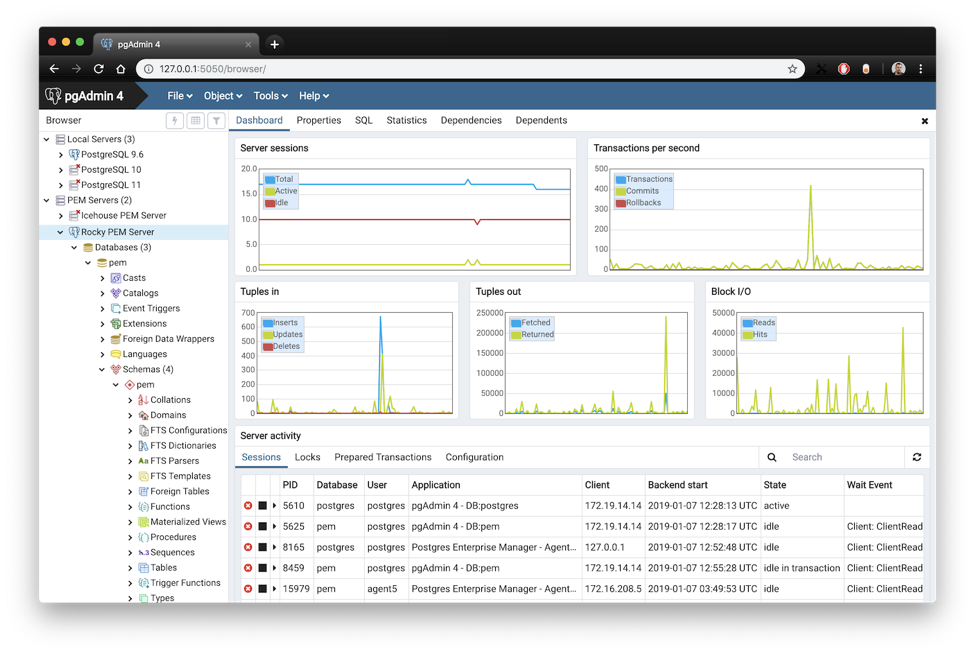 pgAdmin 4
127.0.0.1:5050/browser/
pgAdmin 4 File Object Tools Help
Browser
Dashboard Properties SQL Statistics Dependencies Dependents
Local Servers (3)
PostgreSQL 9.6
PostgreSQL 10
PostgreSQL 11
PEM Servers (2)
Icehouse PEM Server
Rocky PEM Server
Databases (3)
pem
Casts
Catalogs
Event Triggers
Extensions
Foreign Data Wrappers
Languages
Schemas (4)
pem
Collations
Domains
FTS Configurations
FTS Dictionaries
FTS Parsers
FTS Templates
Foreign Tables
Functions
Materialized Views
Procedures
Sequences
Tables
Trigger Functions
Types
Server sessions
20.0
15.0
10.0
5.0
0.0
Total
Active
Idle
Transactions per second
500
400
300
200
100
0
Transactions
Commits
Rollbacks
Tuples in
700
600
500
400
300
200
100
0
Inserts
Updates
Deletes
Tuples out
250000
200000
150000
100000
50000
0
Fetched
Returned
Block I/O
50000
40000
30000
20000
10000
0
Reads
Hits
Server activity
Sessions Locks Prepared Transactions Configuration Search
PID Database User Application Client Backend start State Wait Event
5610 postgres postgres pgAdmin 4 - DB:postgres 172.19.14.14 2019-01-07 12:28:13 UTC active
5625 pem postgres pgAdmin 4 - DB:pem 172.19.14.14 2019-01-07 12:28:17 UTC idle Client: ClientRead
8165 postgres postgres Postgres Enterprise Manager - Agent... 127.0.0.1 2019-01-07 12:52:48 UTC idle Client: ClientRead
8459 pem postgres pgAdmin 4 - DB:pem 172.19.14.14 2019-01-07 12:55:28 UTC idle in transaction Client: ClientRead
15979 pem agent5 Postgres Enterprise Manager - Agent... 172.16.208.5 2019-01-07 03:49:53 UTC idle Client: ClientRead